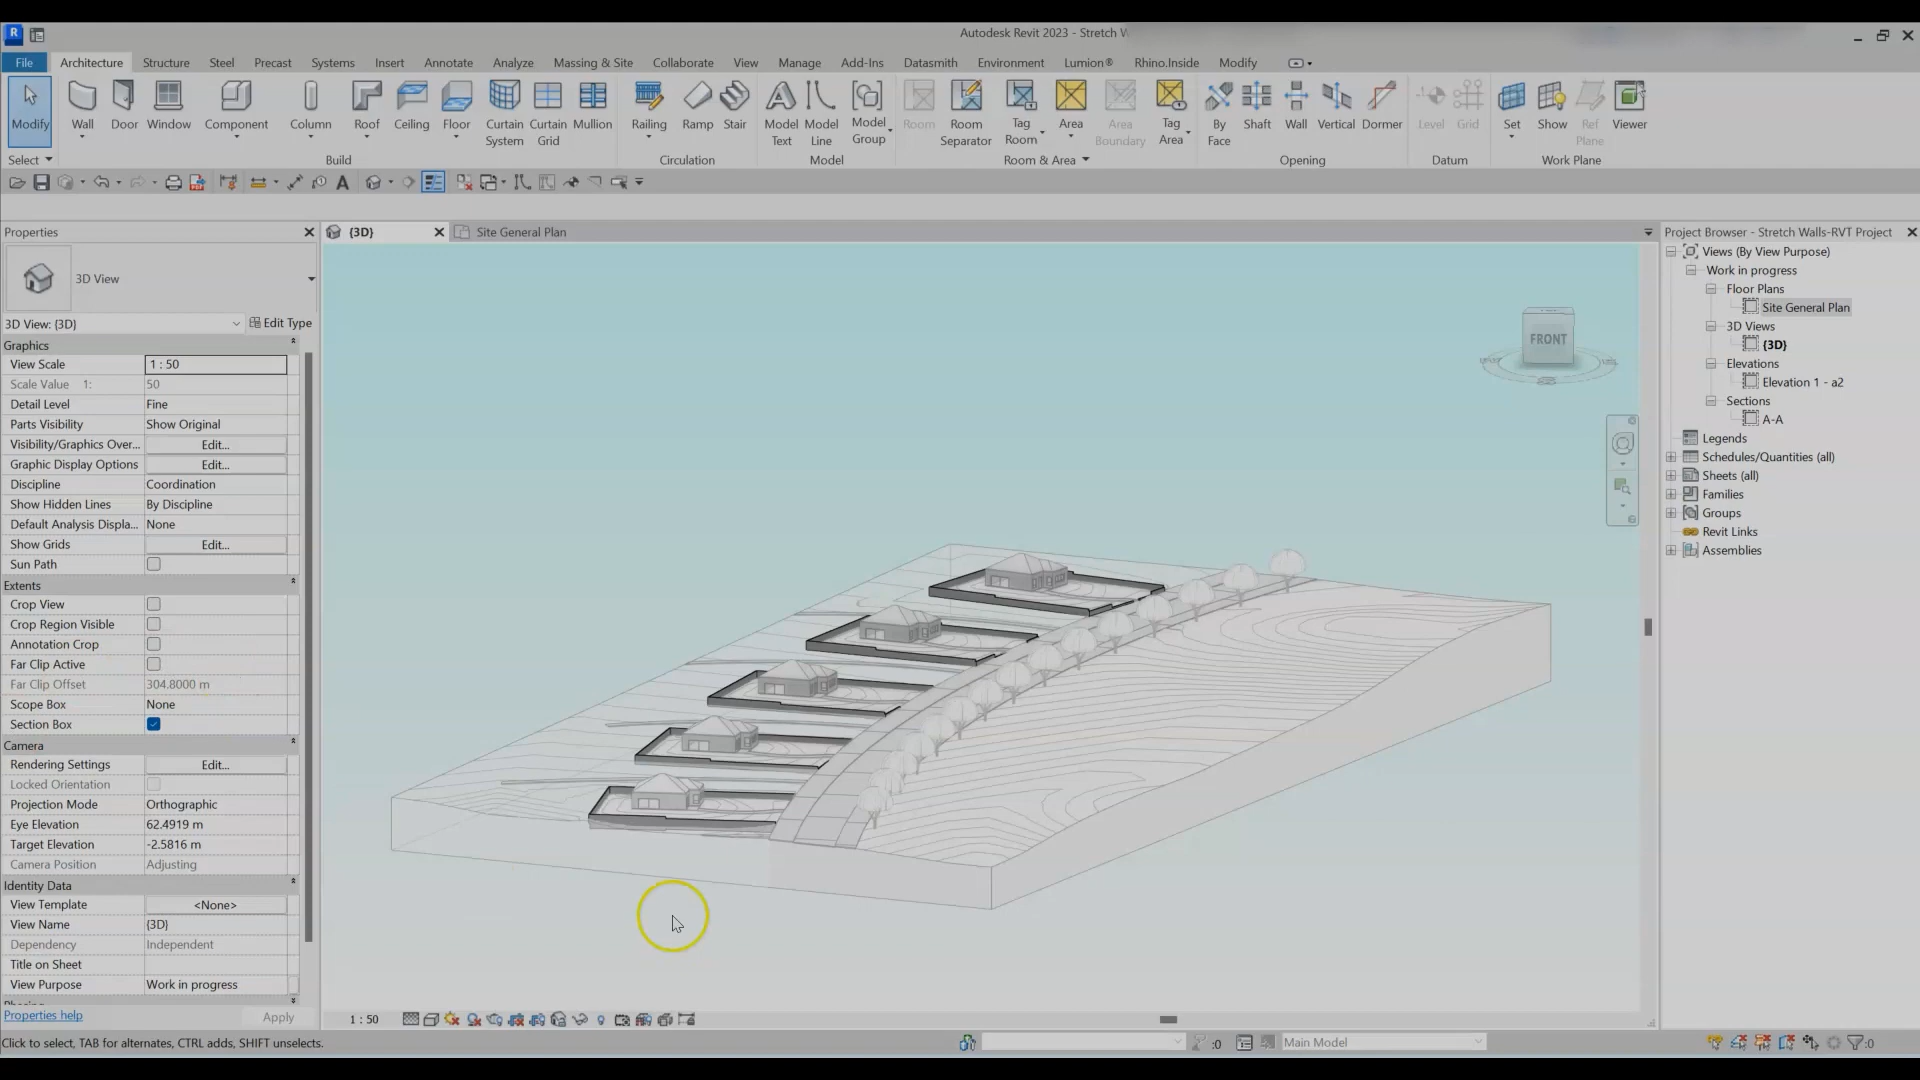 Autodesk Revit 2023 - Stretch W
File Architecture Structure Steel Precast Systems Insert Annotate Analyze Massing & Site Collaborate View Manage Add-Ins Datasmith Environment Lumion® Rhino.Inside Modify
Modify Wall Door Window Component Column Roof Ceiling Floor Curtain System Curtain Grid Mullion Railing Ramp Stair Model Text Model Line Model Group Room Room Separator Tag Room Area Area Boundary Tag Area By Face Shaft Wall Vertical Dormer Level Grid Set Show Ref Plane Viewer
Select Build Circulation Model Room & Area Opening Datum Work Plane
Properties
{3D} Site General Plan
3D View
3D View: {3D} Edit Type
Graphics
View Scale 1 : 50
Scale Value 1: 50
Detail Level Fine
Parts Visibility Show Original
Visibility/Graphics Over... Edit...
Graphic Display Options Edit...
Discipline Coordination
Show Hidden Lines By Discipline
Default Analysis Displa... None
Show Grids Edit...
Sun Path
Extents
Crop View
Crop Region Visible
Annotation Crop
Far Clip Active
Far Clip Offset 304.8000 m
Scope Box None
Section Box
Camera
Rendering Settings Edit...
Locked Orientation
Projection Mode Orthographic
Eye Elevation 62.4919 m
Target Elevation -2.5816 m
Camera Position Adjusting
Identity Data
View Template <None>
View Name {3D}
Dependency Independent
Title on Sheet
View Purpose Work in progress
Properties help Apply
FRONT
Project Browser - Stretch Walls-RVT Project
Views (By View Purpose)
Work in progress
Floor Plans
Site General Plan
3D Views
{3D}
Elevations
Elevation 1 - a2
Sections
A-A
Legends
Schedules/Quantities (all)
Sheets (all)
Families
Groups
Revit Links
Assemblies
1 : 50
Click to select, TAB for alternates, CTRL adds, SHIFT unselects. :0 Main Model :0